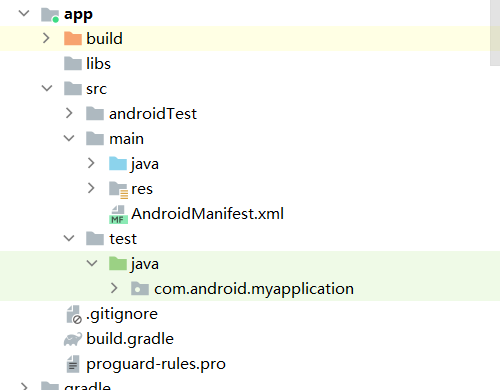 app
build
libs
src
androidTest
main
java
res
MF AndroidManifest.xml
test
java
com.android.myapplication
.gitignore
build.gradle
proguard-rules.pro
gradle